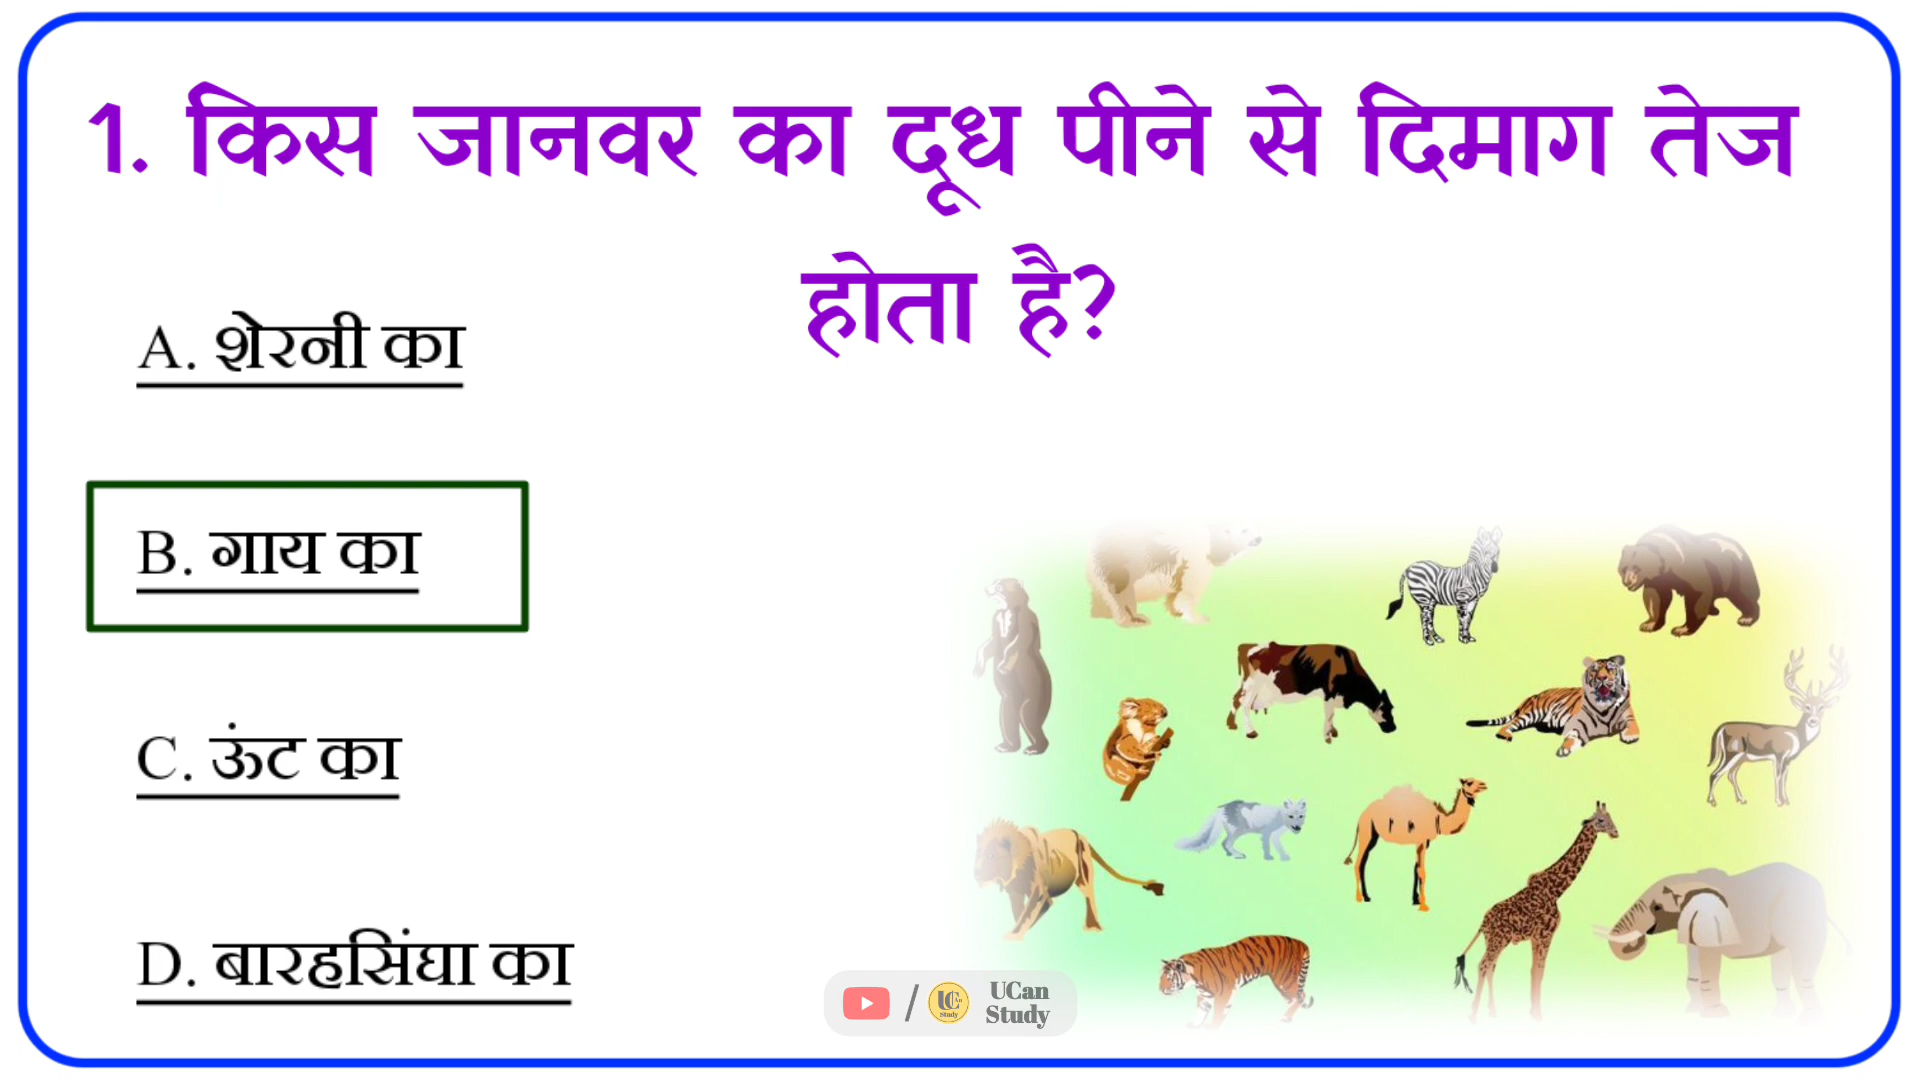 1. किस जानवर का दूध पीने से दिमाग तेज
होता है?
A. शेरनी का
B. गाय का
C. ऊंट का
D. बारहसिंघा का
UCan
Study